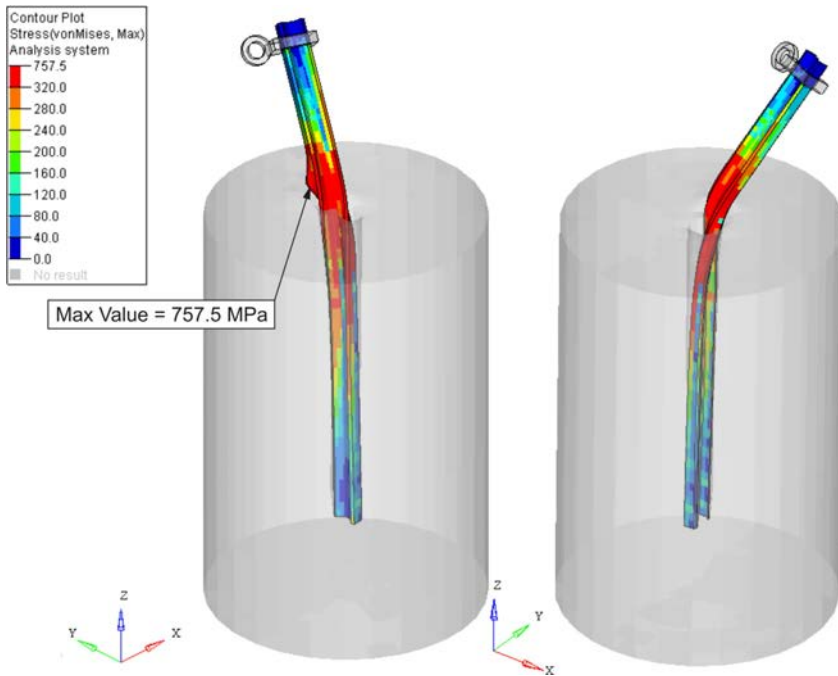 Contour Plot
Stress(vonMises, Max)
Analysis system
757.5
320.0
280.0
240.0
200.0
160.0
120.0
80.0
40.0
0.0
No result
Max Value = 757.5 MPa
Z
Y
X
Z
Y
X